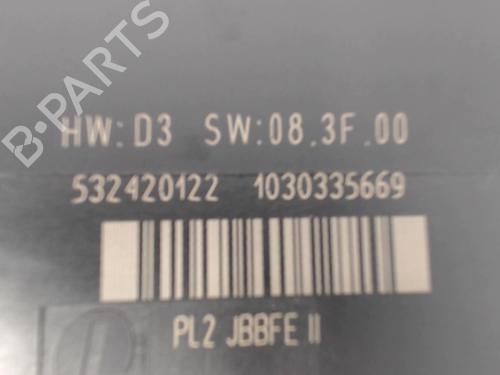 HW: D3 SW:08.3F.00
532420122 1030335669
PL2 JBBFE II
B-PARTS